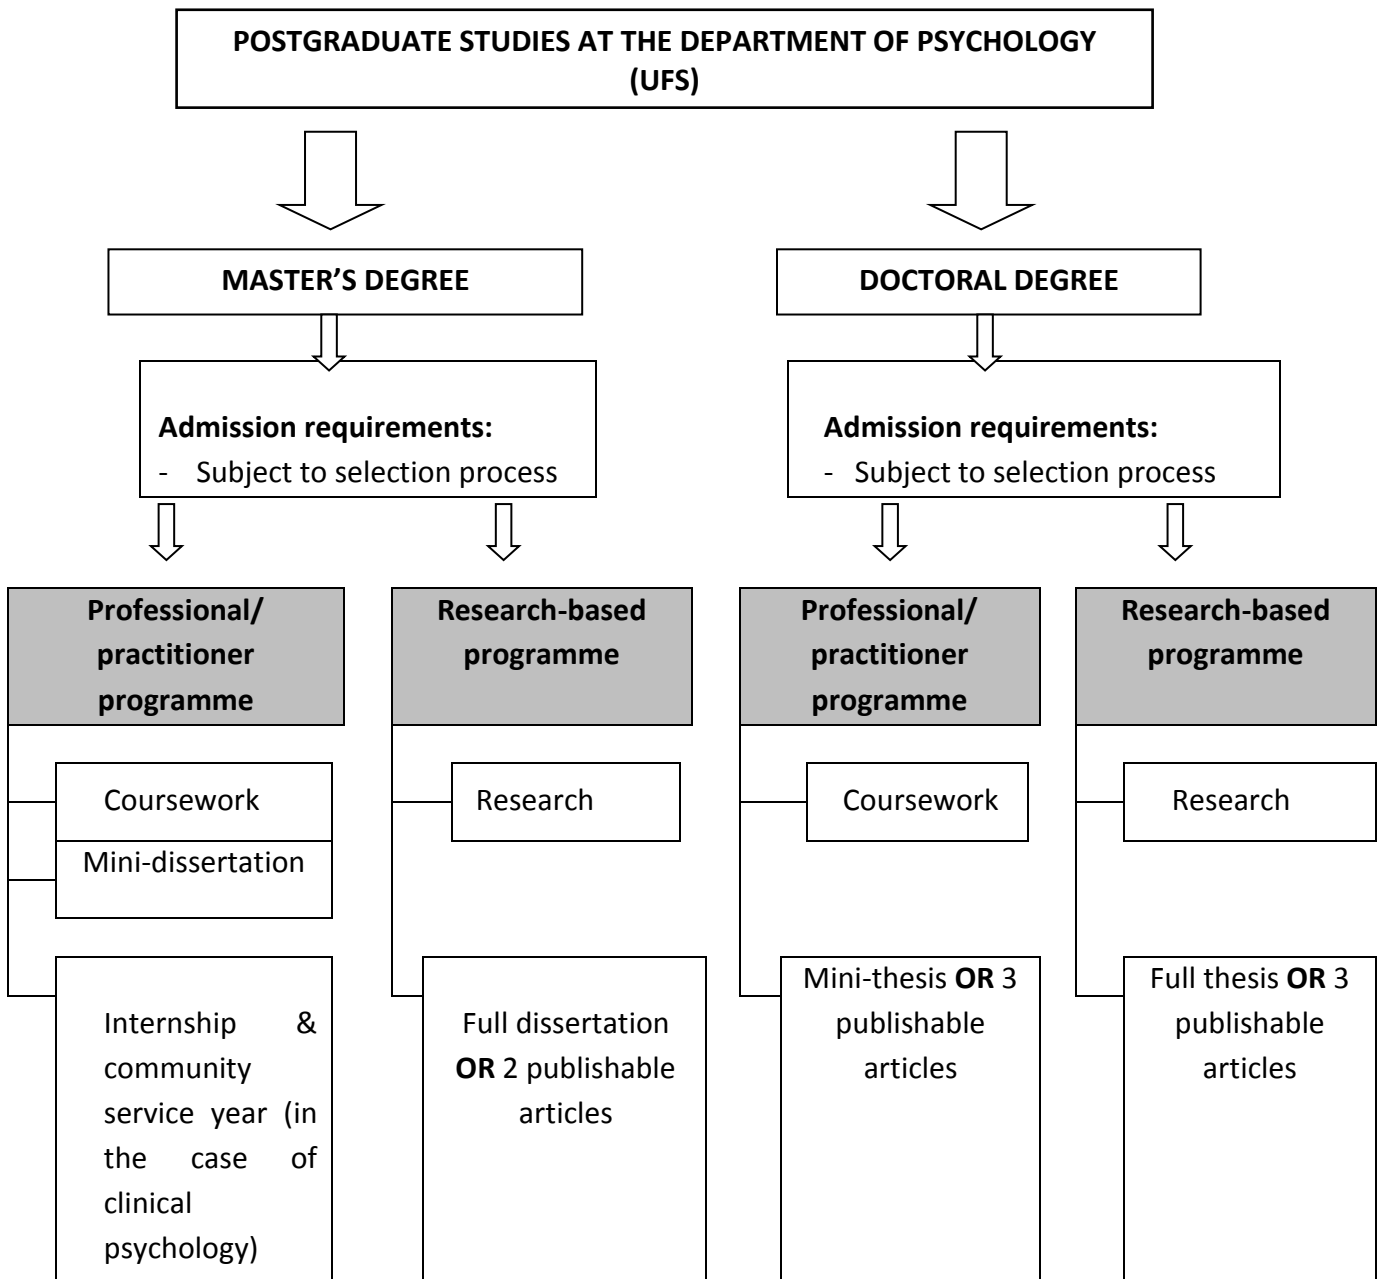 POSTGRADUATE STUDIES AT THE DEPARTMENT OF PSYCHOLOGY
(UFS)
MASTER’S DEGREE
DOCTORAL DEGREE
Admission requirements:
- Subject to selection process
Admission requirements:
- Subject to selection process
Professional/
practitioner
programme
Research-based
programme
Professional/
practitioner
programme
Research-based
programme
Coursework
Mini-dissertation
Research
Coursework
Research
Internship &
community
service year (in
the case of
clinical
psychology)
Full dissertation
OR 2 publishable
articles
Mini-thesis OR 3
publishable
articles
Full thesis OR 3
publishable
articles